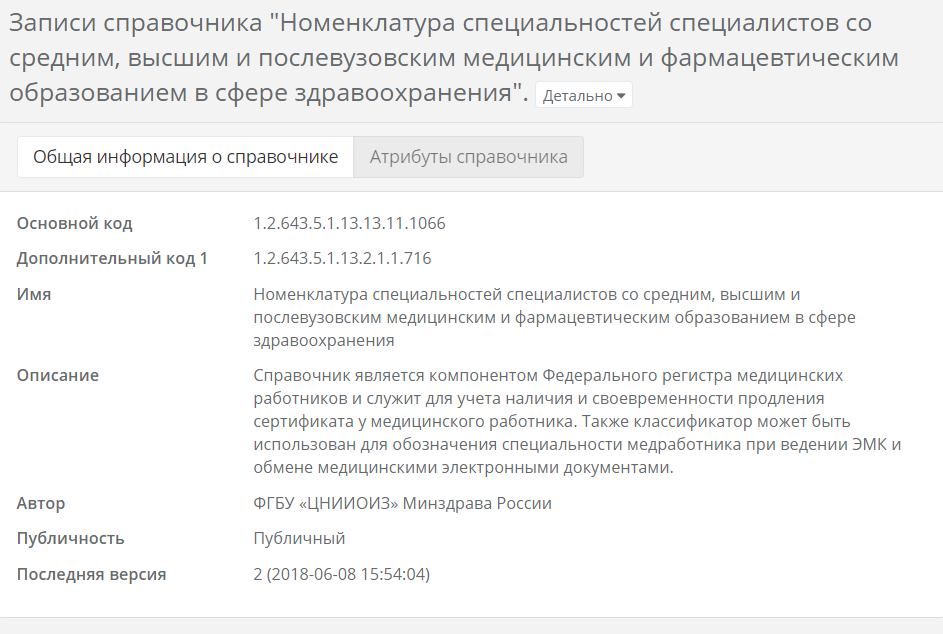 Записи справочника "Номенклатура специальностей специалистов со
средним, высшим и послевузовским медицинским и фармацевтическим
образованием в сфере здравоохранения". Детально
Общая информация о справочнике Атрибуты справочника
Основной код 1.2.643.5.1.13.13.11.1066
Дополнительный код 1 1.2.643.5.1.13.2.1.1.716
Имя Номенклатура специальностей специалистов со средним, высшим и
послевузовским медицинским и фармацевтическим образованием в сфере
здравоохранения
Описание Справочник является компонентом Федерального регистра медицинских
работников и служит для учета наличия и своевременности продления
сертификата у медицинского работника. Также классификатор может быть
использован для обозначения специальности медработника при ведении ЭМК и
обмене медицинскими электронными документами.
Автор ФГБУ «ЦНИИОИЗ» Минздрава России
Публичность Публичный
Последняя версия 2 (2018-06-08 15:54:04)